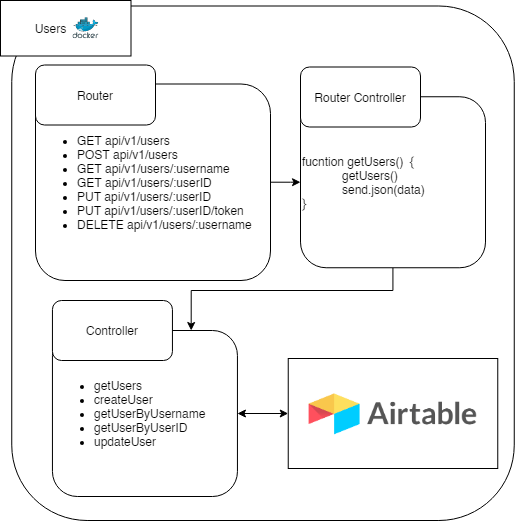 Users
docker
Router
GET api/v1/users
POST api/v1/users
GET api/v1/users/:username
GET api/v1/users/:userID
PUT api/v1/users/:userID
PUT api/v1/users/:userID/token
DELETE api/v1/users/:username
Router Controller
fucntion getUsers() {
getUsers()
send.json(data)
}
Controller
getUsers
createUser
getUserByUsername
getUserByUserID
updateUser
Airtable